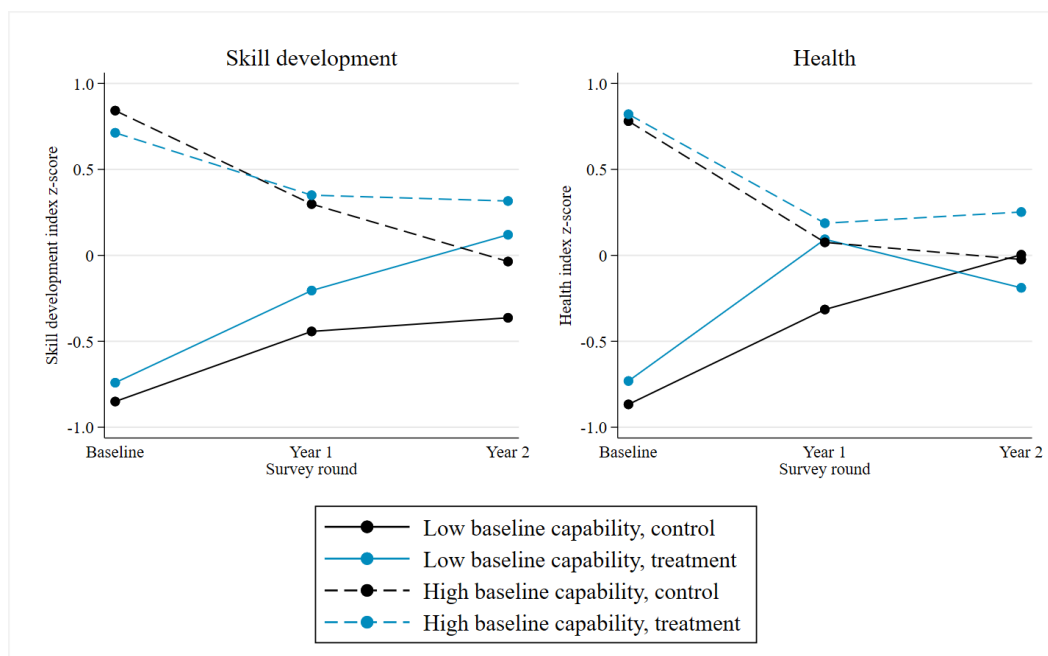 Skill development
Skill development index z-score
1.0
0.5
0
-0.5
-1.0
Baseline
Year 1
Year 2
Survey round
Health
Health index z-score
1.0
0.5
0
-0.5
-1.0
Baseline
Year 1
Year 2
Survey round
Low baseline capability, control
Low baseline capability, treatment
High baseline capability, control
High baseline capability, treatment